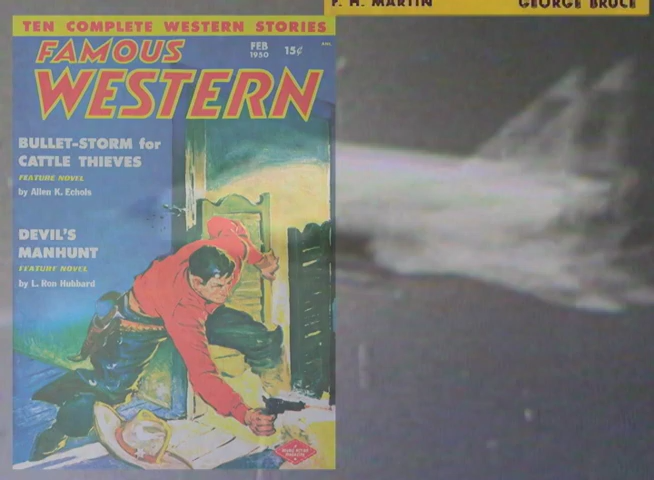 F. H. MARTIN GEORGE BRUCE
TEN COMPLETE WESTERN STORIES
FAMOUS
FEB
1950
15¢
WESTERN
BULLET-STORM for
CATTLE THIEVES
FEATURE NOVEL
by Allen K. Echols
DEVIL'S
MANHUNT
FEATURE NOVEL
by L. Ron Hubbard